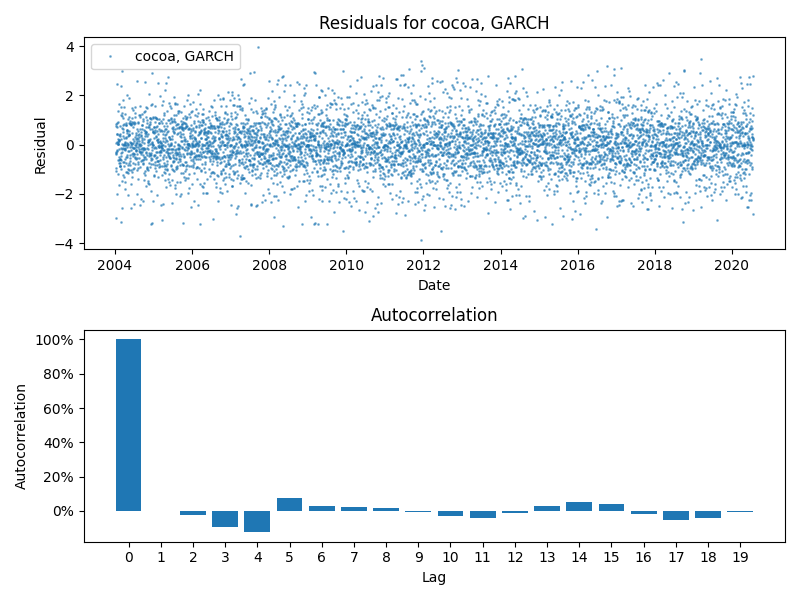 Residuals for cocoa, GARCH
cocoa, GARCH
Residual
4
2
0
−2
−4
2004 2006 2008 2010 2012 2014 2016 2018 2020
Date
Autocorrelation
Autocorrelation
100%
80%
60%
40%
20%
0%
0 1 2 3 4 5 6 7 8 9 10 11 12 13 14 15 16 17 18 19
Lag